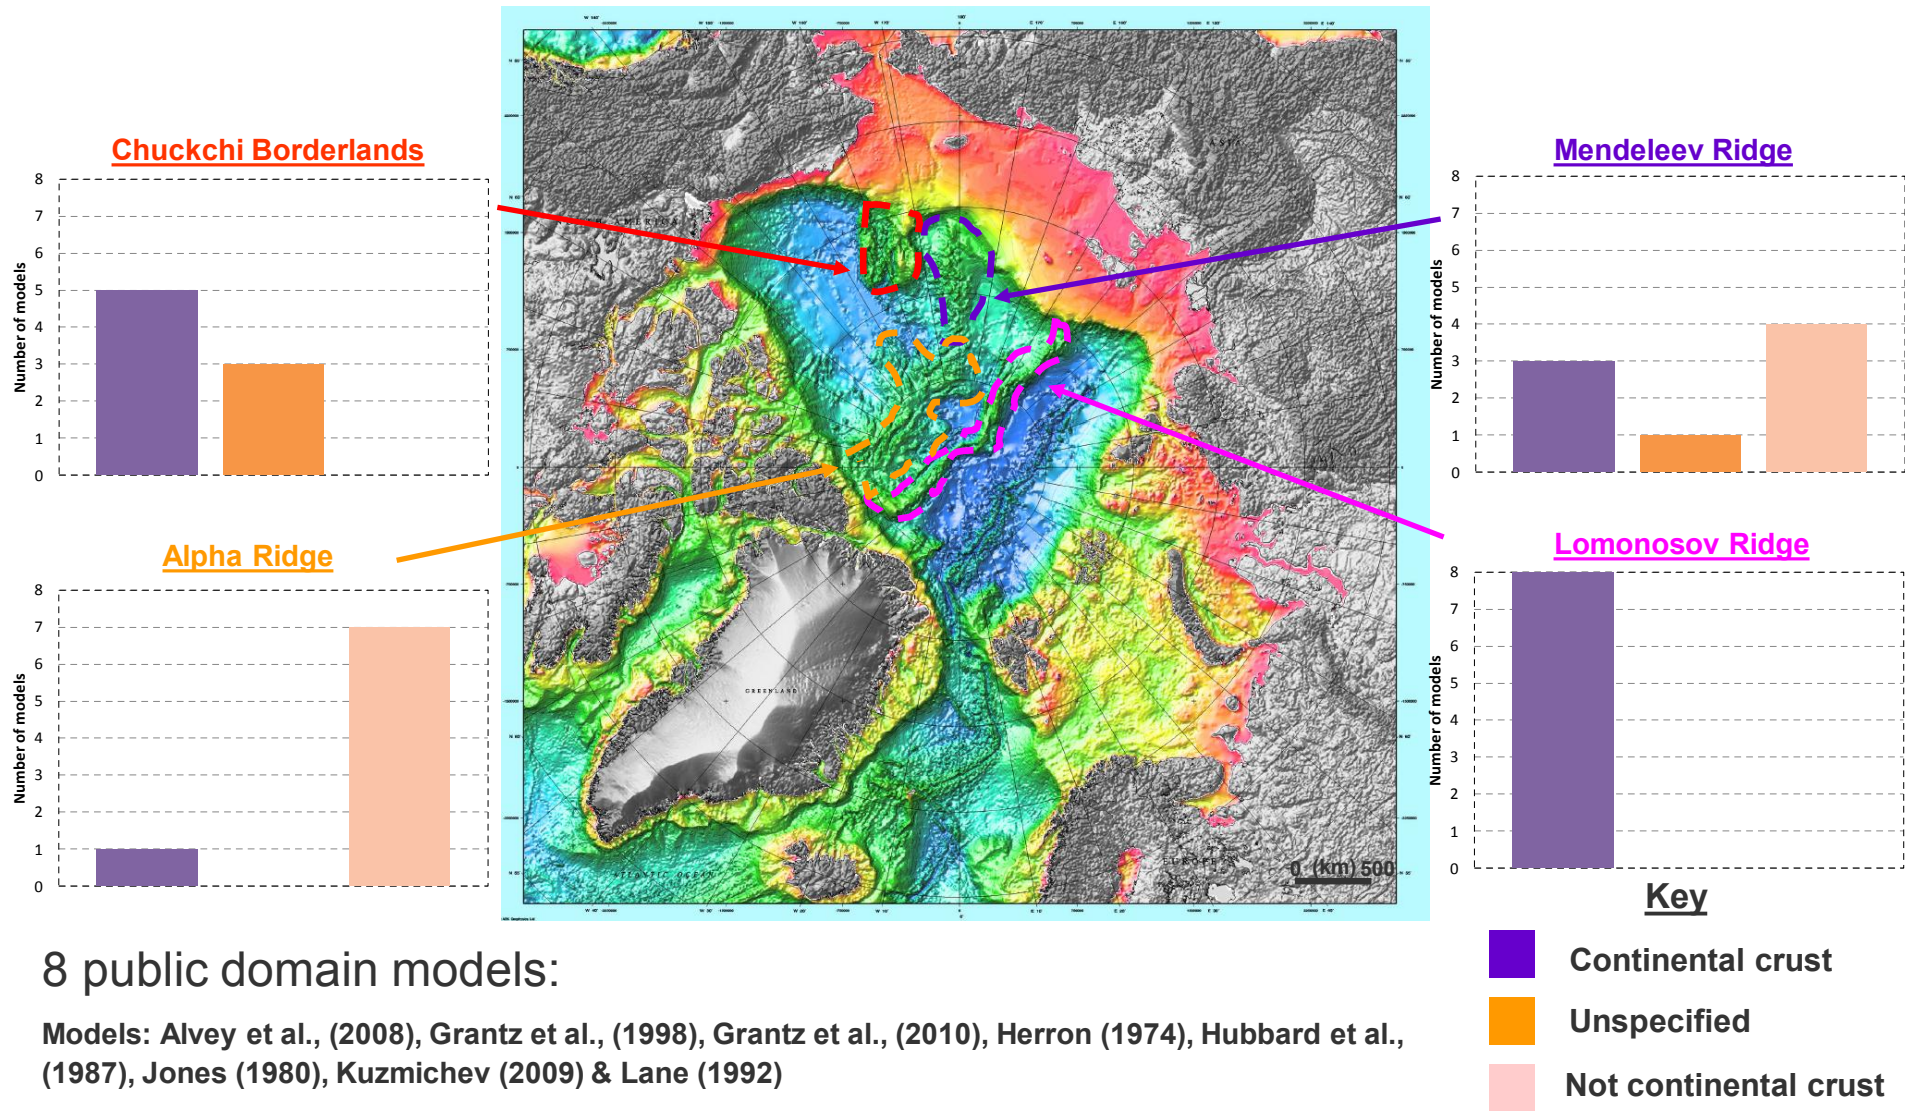 Chuckchi Borderlands
Number of models
8
7
6
5
4
3
2
1
0
Alpha Ridge
Number of models
8
7
6
5
4
3
2
1
0
ASIA
AMERICA
GREENLAND
ATLANTIC OCEAN
EUROPE
0 (km) 500
Mendeleev Ridge
Number of models
8
7
6
5
4
3
2
1
0
Lomonosov Ridge
Number of models
8
7
6
5
4
3
2
1
0
Key
Continental crust
Unspecified
Not continental crust
8 public domain models:
Models: Alvey et al., (2008), Grantz et al., (1998), Grantz et al., (2010), Herron (1974), Hubbard et al.,
(1987), Jones (1980), Kuzmichev (2009) & Lane (1992)